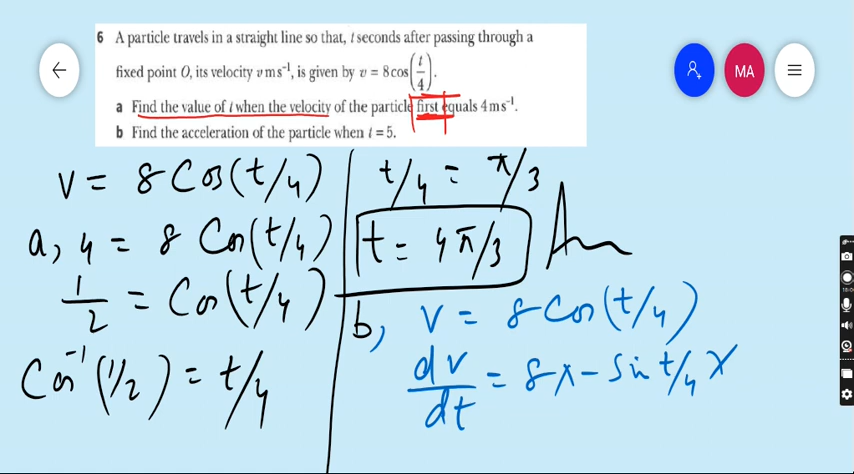 6 A particle travels in a straight line so that, t seconds after passing through a
fixed point O, its velocity v m s⁻¹, is given by v = 8 cos(t/4).
a Find the value of t when the velocity of the particle first equals 4 m s⁻¹.
b Find the acceleration of the particle when t = 5.
MA
V = 8 Cos(t/4)
a, 4 = 8 Cos(t/4)
1/2 = Cos(t/4)
Cos⁻¹(1/2) = t/4
t/4 = π/3
t = 4π/3
b, V = 8 Cos(t/4)
dv/dt = 8 x - Sin t/4 x